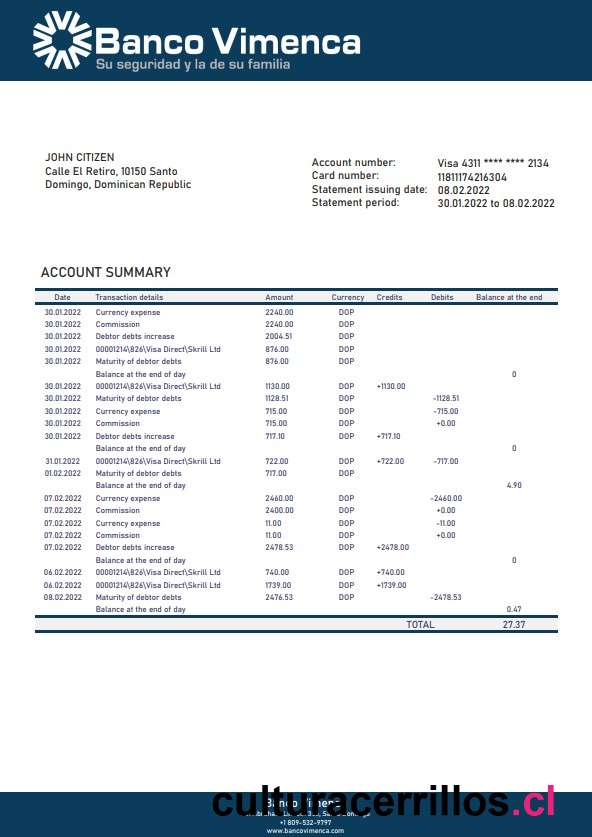 Banco Vimenca
Su seguridad y la de su familia
JOHN CITIZEN
Calle El Retiro, 10150 Santo
Domingo, Dominican Republic
Account number: Visa 4311 **** **** 2134
Card number: 11811174216304
Statement issuing date: 08.02.2022
Statement period: 30.01.2022 to 08.02.2022
ACCOUNT SUMMARY
Date Transaction details Amount Currency Credits Debits Balance at the end
30.01.2022 Currency expense 2240.00 DOP
30.01.2022 Commission 2240.00 DOP
30.01.2022 Debtor debts increase 2004.51 DOP
30.01.2022 00001214\826\Visa Direct\Skrill Ltd 876.00 DOP
30.01.2022 Maturity of debtor debts 876.00 DOP
Balance at the end of day 0
30.01.2022 00001214\826\Visa Direct\Skrill Ltd 1130.00 DOP +1130.00
30.01.2022 Maturity of debtor debts 1128.51 DOP -1128.51
30.01.2022 Currency expense 715.00 DOP -715.00
30.01.2022 Commission 715.00 DOP +0.00
30.01.2022 Debtor debts increase 717.10 DOP +717.10
Balance at the end of day 0
31.01.2022 00001214\826\Visa Direct\Skrill Ltd 722.00 DOP +722.00 -717.00
01.02.2022 Maturity of debtor debts 717.00 DOP
Balance at the end of day 4.90
07.02.2022 Currency expense 2460.00 DOP -2460.00
07.02.2022 Commission 2400.00 DOP +0.00
07.02.2022 Currency expense 11.00 DOP -11.00
07.02.2022 Commission 11.00 DOP +0.00
07.02.2022 Debtor debts increase 2478.53 DOP +2478.00
Balance at the end of day 0
06.02.2022 00001214\826\Visa Direct\Skrill Ltd 740.00 DOP +740.00
06.02.2022 00001214\826\Visa Direct\Skrill Ltd 1739.00 DOP +1739.00
08.02.2022 Maturity of debtor debts 2476.53 DOP -2478.53
Balance at the end of day 0.47
TOTAL 27.37
Banco Vimenca
culturacerrillos.cl
+1 809-532-9797
www.bancovimenca.com